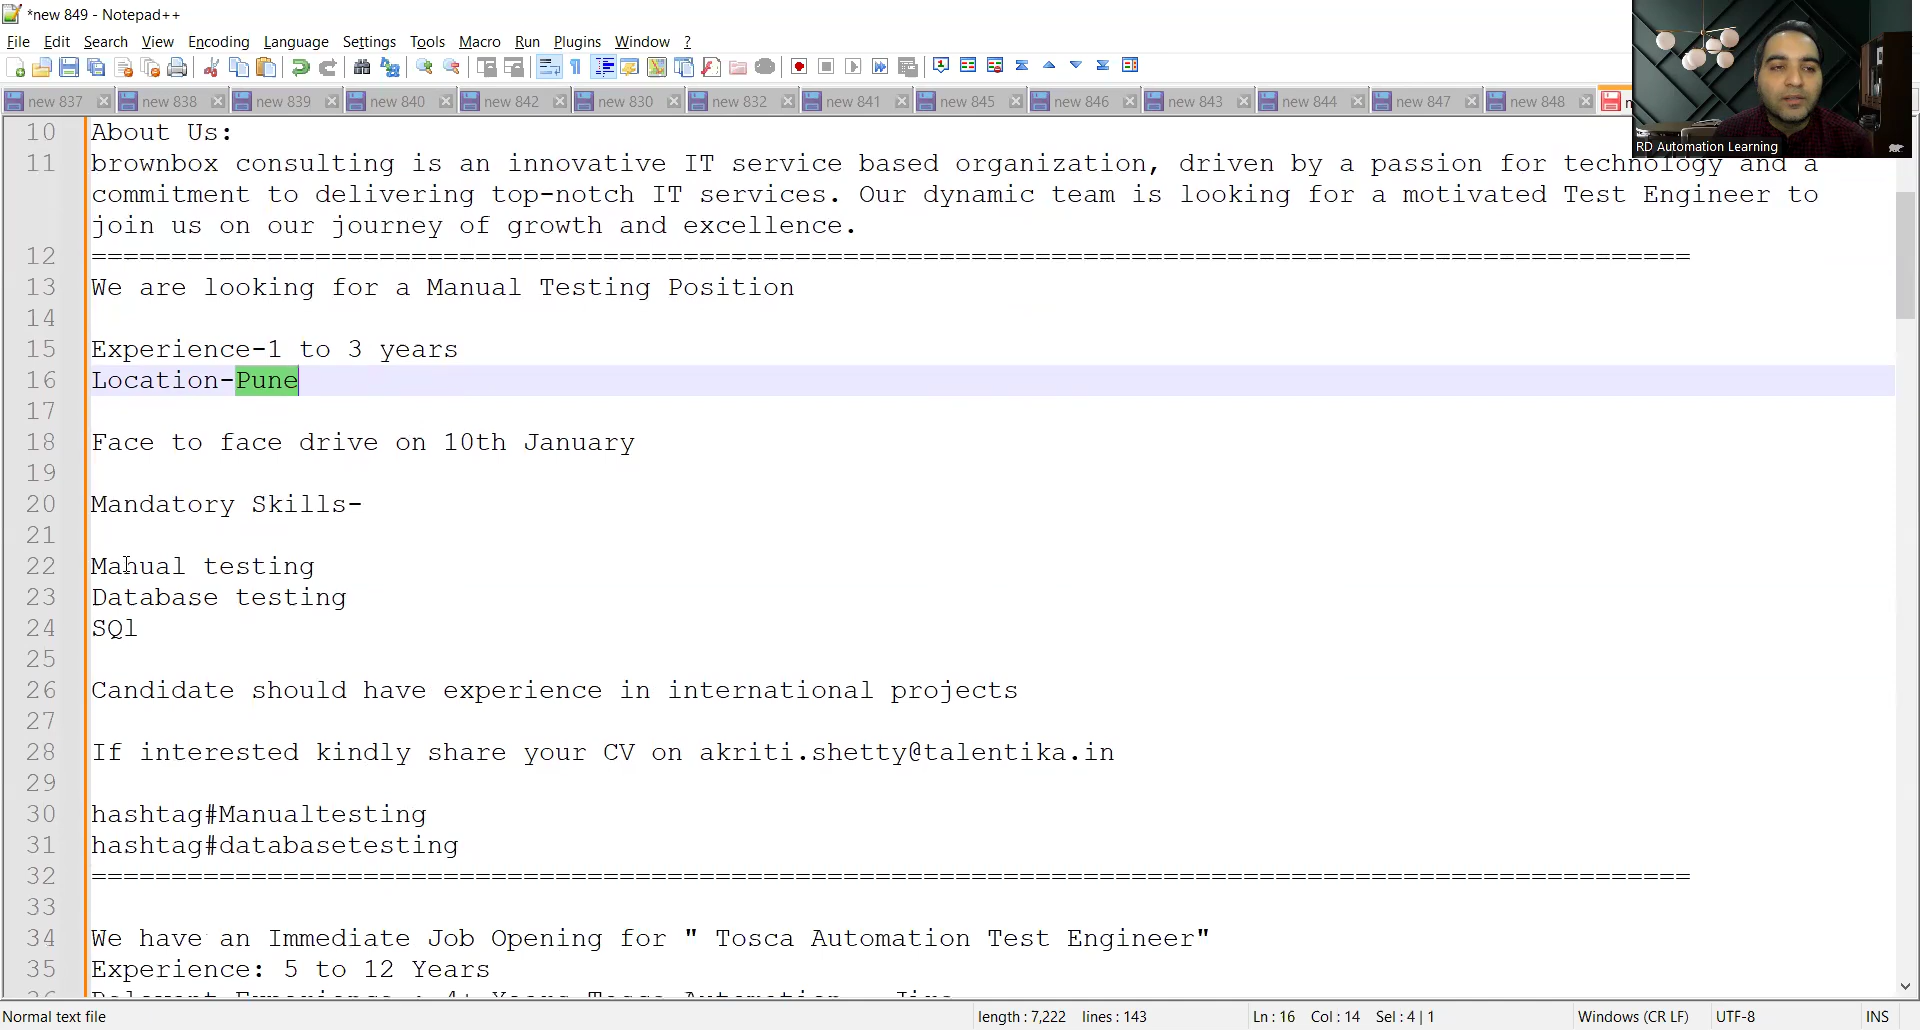 *new 849 - Notepad++
File Edit Search View Encoding Language Settings Tools Macro Run Plugins Window ?
new 837 new 838 new 839 new 840 new 842 new 830 new 832 new 841 new 845 new 846 new 843 new 844 new 847 new 848
RD Automation Learning
10 About Us:
11 brownbox consulting is an innovative IT service based organization, driven by a passion for technology and a
commitment to delivering top-notch IT services. Our dynamic team is looking for a motivated Test Engineer to
join us on our journey of growth and excellence.
12 ====================================================================================================
13 We are looking for a Manual Testing Position
14
15 Experience-1 to 3 years
16 Location-Pune
17
18 Face to face drive on 10th January
19
20 Mandatory Skills-
21
22 Manual testing
23 Database testing
24 SQl
25
26 Candidate should have experience in international projects
27
28 If interested kindly share your CV on akriti.shetty@talentika.in
29
30 hashtag#Manualtesting
31 hashtag#databasetesting
32 ====================================================================================================
33
34 We have an Immediate Job Opening for " Tosca Automation Test Engineer"
35 Experience: 5 to 12 Years
Normal text file length : 7,222 lines : 143 Ln : 16 Col : 14 Sel : 4 | 1 Windows (CR LF) UTF-8 INS